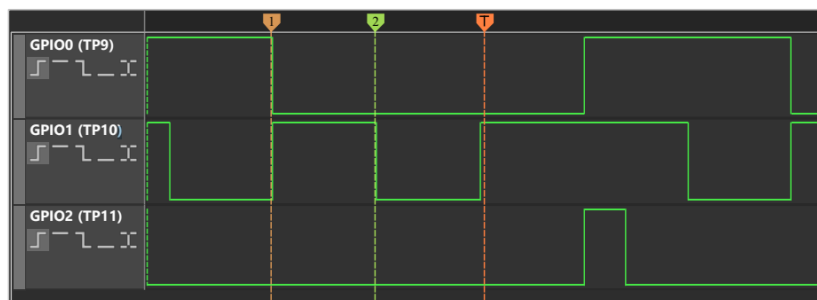 1 2 T
GPIO0 (TP9)
GPIO1 (TP10)
GPIO2 (TP11)